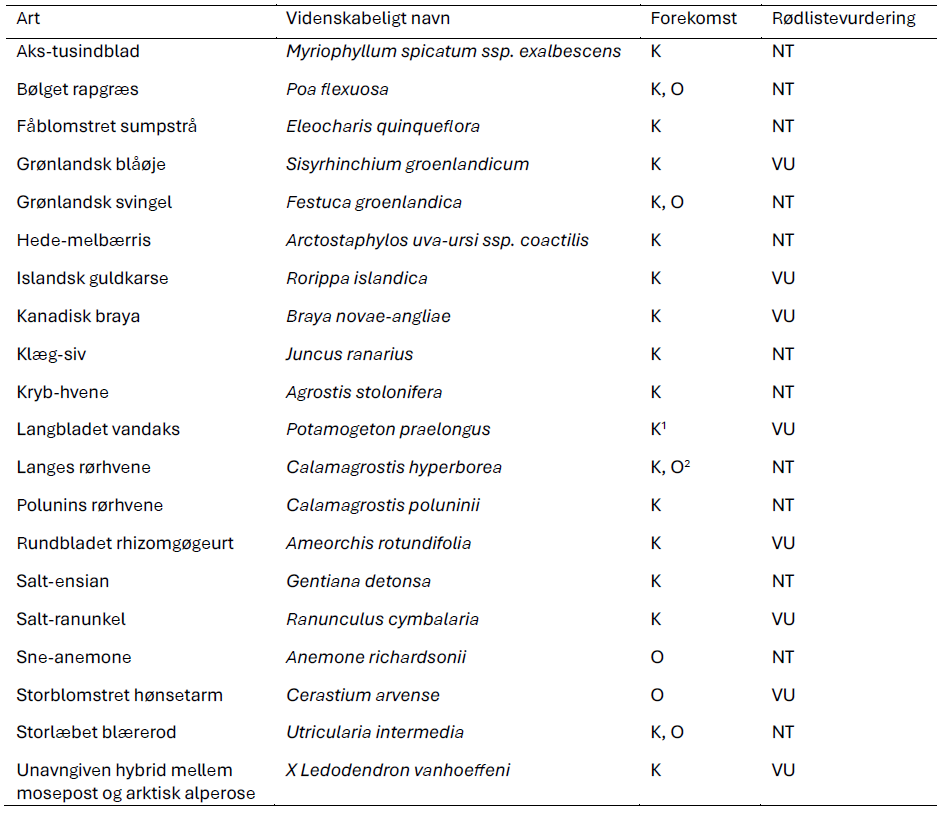 Art Videnskabeligt navn Forekomst Rødlistevurdering
Aks-tusindblad Myriophyllum spicatum ssp. exalbescens K NT
Bølget rapgræs Poa flexuosa K, O NT
Fåblomstret sumpstrå Eleocharis quinqueflora K NT
Grønlandsk blåøje Sisyrhinchium groenlandicum K VU
Grønlandsk svingel Festuca groenlandica K, O NT
Hede-melbærris Arctostaphylos uva-ursi ssp. coactilis K NT
Islandsk guldkarse Rorippa islandica K VU
Kanadisk braya Braya novae-angliae K VU
Klæg-siv Juncus ranarius K NT
Kryb-hvene Agrostis stolonifera K NT
Langbladet vandaks Potamogeton praelongus K¹ VU
Langes rørhvene Calamagrostis hyperborea K, O² NT
Polunins rørhvene Calamagrostis poluninii K NT
Rundbladet rhizomgøgeurt Ameorchis rotundifolia K VU
Salt-ensian Gentiana detonsa K NT
Salt-ranunkel Ranunculus cymbalaria K VU
Sne-anemone Anemone richardsonii O NT
Storblomstret hønsetarm Cerastium arvense O VU
Storlæbet blærerod Utricularia intermedia K, O NT
Unavngiven hybrid mellem X Ledodendron vanhoeffeni K VU
mosepost og arktisk alperose